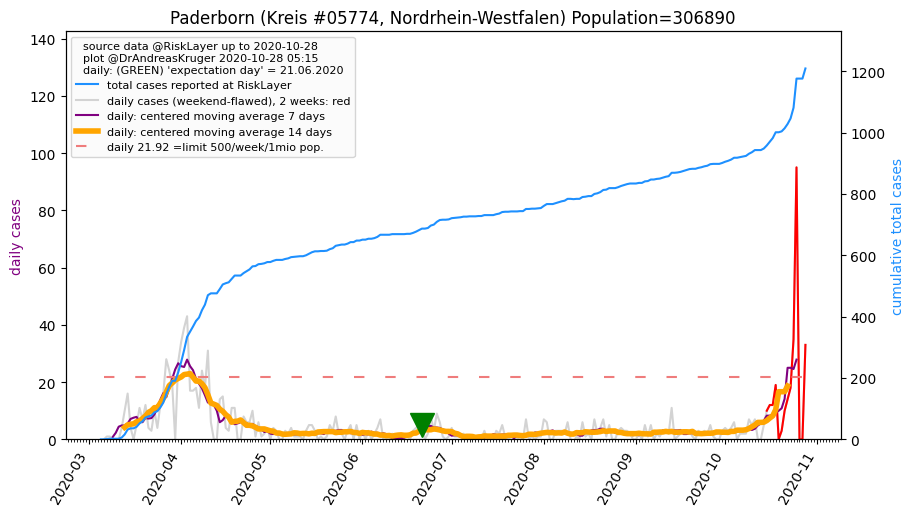 Paderborn (Kreis #05774, Nordrhein-Westfalen) Population=306890
source data @RiskLayer up to 2020-10-28
plot @DrAndreasKruger 2020-10-28 05:15
daily: (GREEN) 'expectation day' = 21.06.2020
total cases reported at RiskLayer
daily cases (weekend-flawed), 2 weeks: red
daily: centered moving average 7 days
daily: centered moving average 14 days
daily 21.92 =limit 500/week/1mio pop.
daily cases
140
120
100
80
60
40
20
0
cumulative total cases
1200
1000
800
600
400
200
0
2020-03
2020-04
2020-05
2020-06
2020-07
2020-08
2020-09
2020-10
2020-11